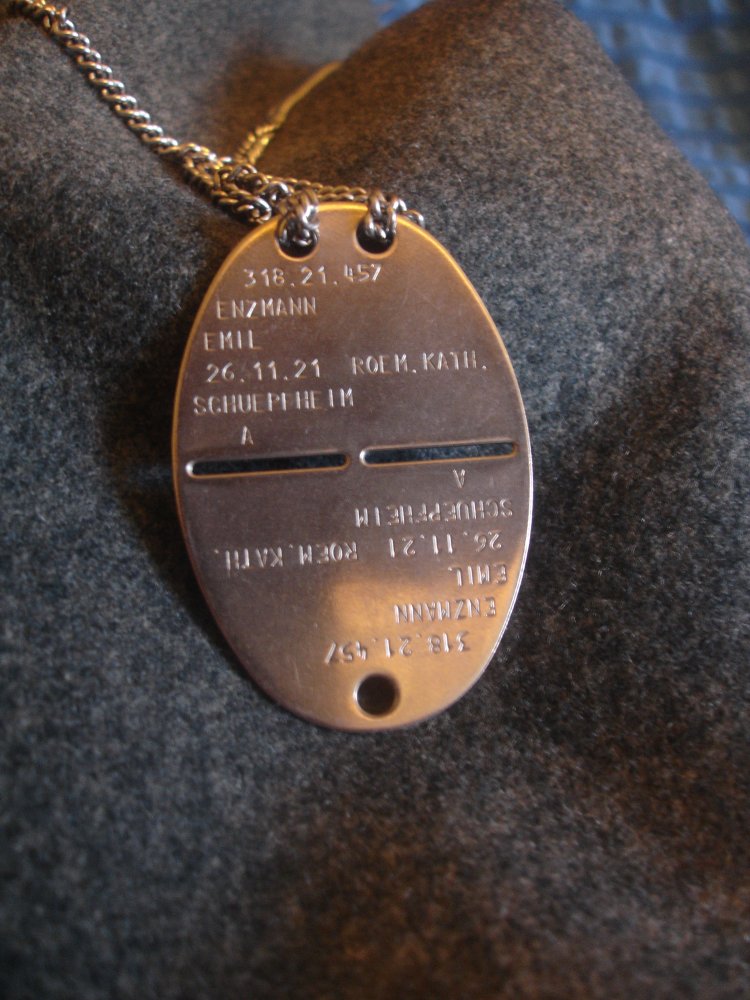 318.21.457
ENZMANN
EMIL
26.11.21 ROEM.KATH.
SCHUEPFHEIM
A
A
SCHUEPFHEIM
26.11.21 ROEM.KATH.
EMIL
ENZMANN
318.21.457